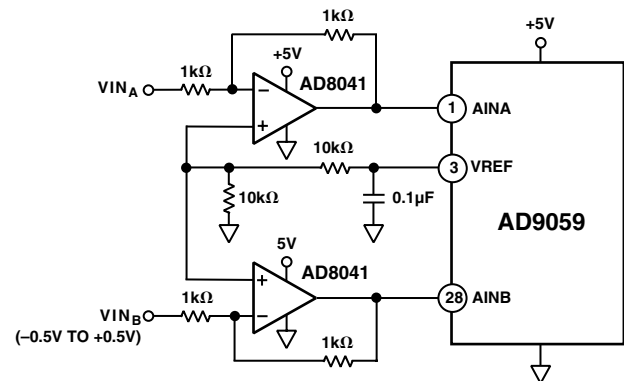 1kΩ
+5V
+5V
AD8041
1kΩ
VINA
–
+
1
AINA
10kΩ
3
VREF
10kΩ
0.1µF
AD9059
5V
AD8041
1kΩ
+
–
28
AINB
VINB
(–0.5V TO +0.5V)
1kΩ